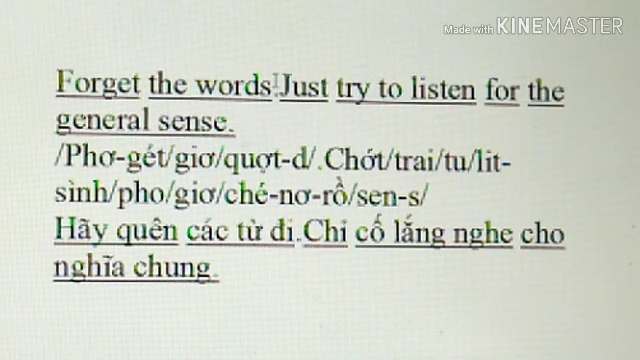 Made with KINEMASTER
Forget the words.Just try to listen for the
general sense.
/Phơ-gét/giơ/quợt-d/.Chớt/trai/tu/lit-
sình/pho/giơ/ché-nơ-rồ/sen-s/
Hãy quên các từ đi.Chỉ cố lắng nghe cho
nghĩa chung.